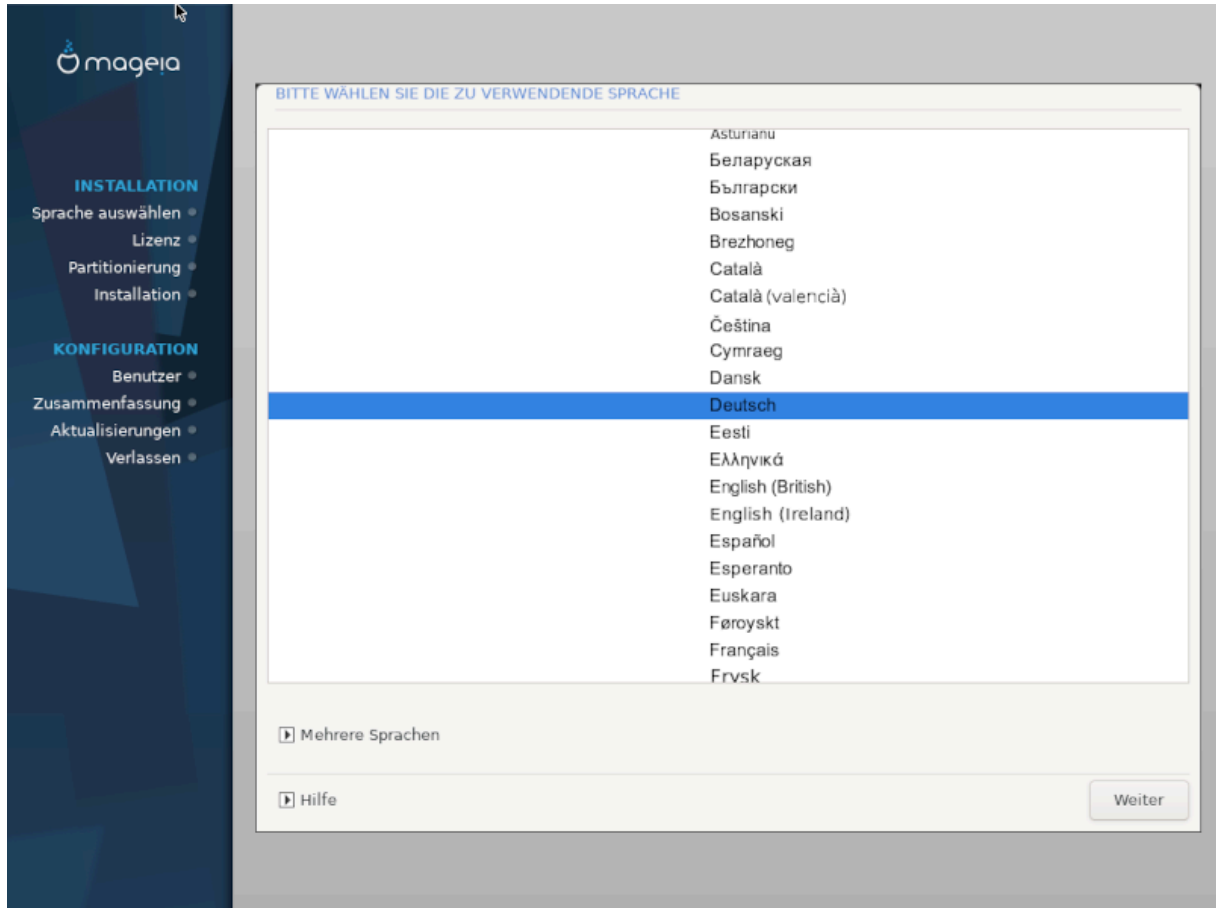 mageia
INSTALLATION
Sprache auswählen
Lizenz
Partitionierung
Installation
KONFIGURATION
Benutzer
Zusammenfassung
Aktualisierungen
Verlassen
BITTE WÄHLEN SIE DIE ZU VERWENDENDE SPRACHE
Asturianu
Беларуская
Български
Bosanski
Brezhoneg
Català
Català (valencià)
Čeština
Cymraeg
Dansk
Deutsch
Eesti
Ελληνικά
English (British)
English (Ireland)
Español
Esperanto
Euskara
Føroyskt
Français
Frysk
Mehrere Sprachen
Hilfe
Weiter